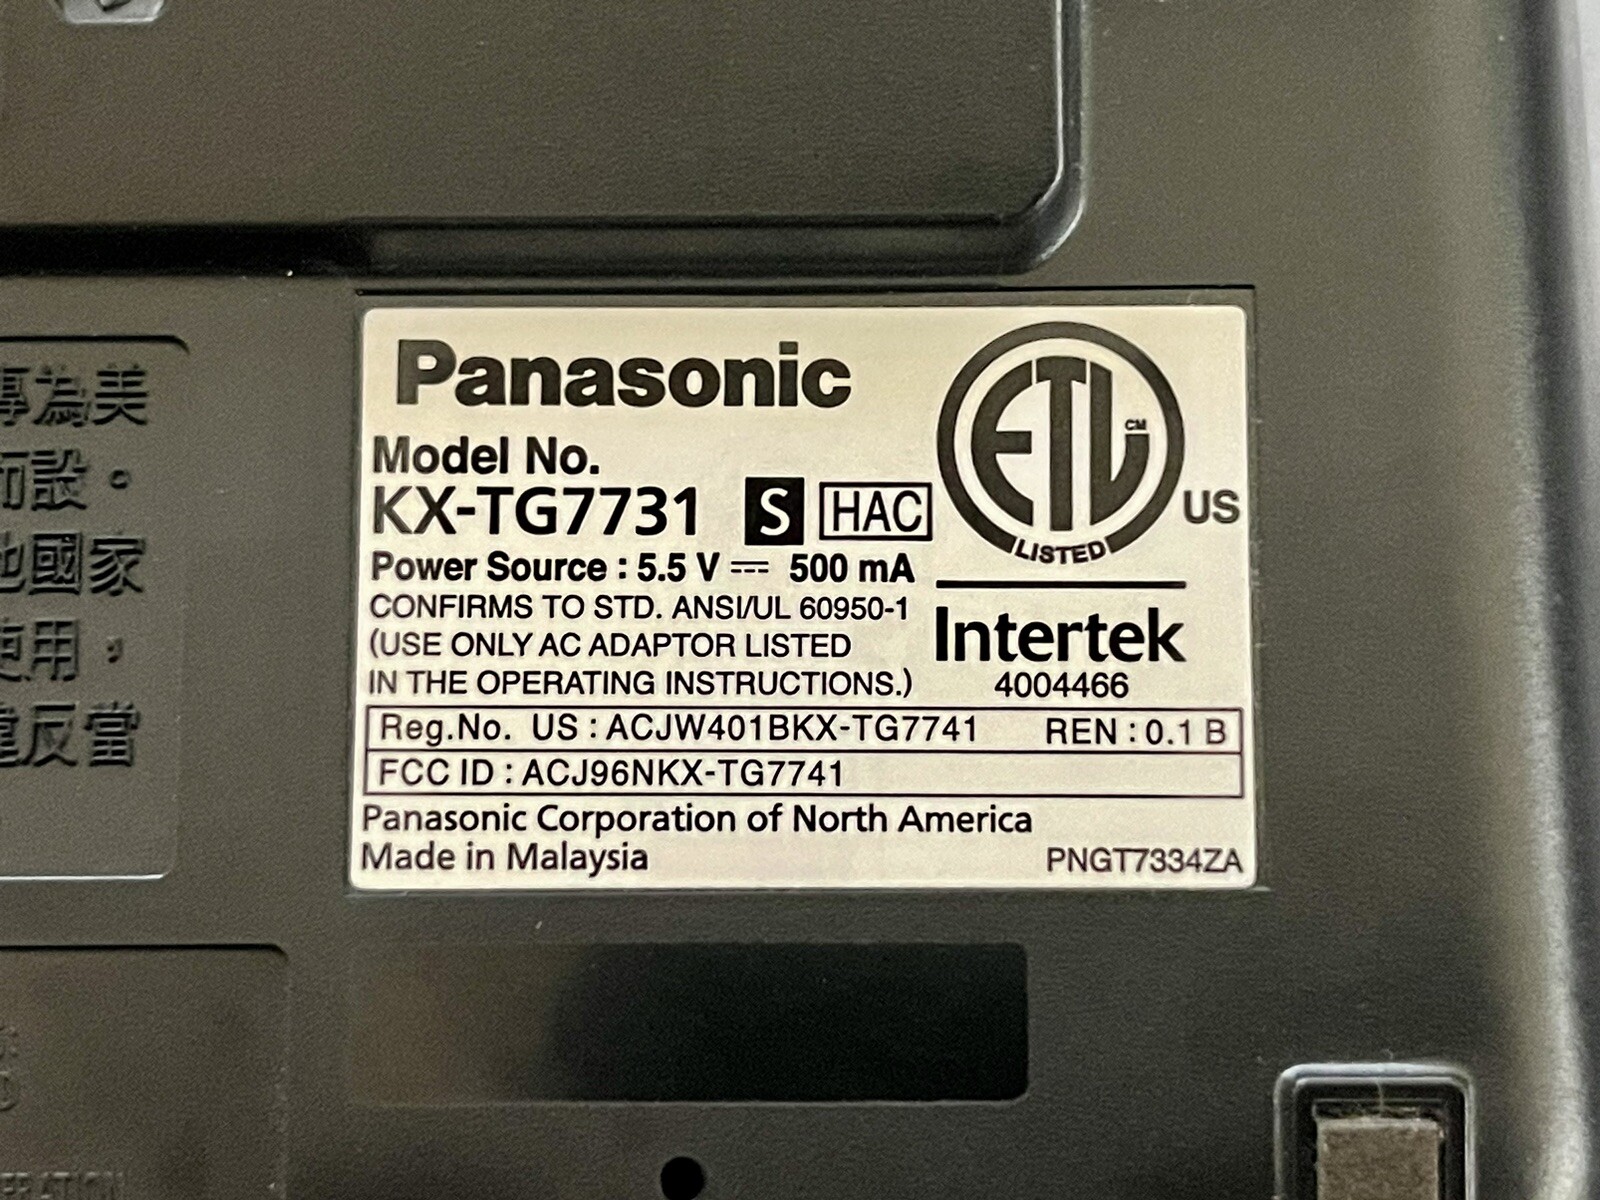 Panasonic
Model No.
KX-TG7731 S HAC
Power Source : 5.5 V ⎓ 500 mA
CONFIRMS TO STD. ANSI/UL 60950-1
(USE ONLY AC ADAPTOR LISTED
IN THE OPERATING INSTRUCTIONS.)
ETL CM
LISTED
US
Intertek
4004466
Reg.No. US : ACJW401BKX-TG7741 REN : 0.1 B
FCC ID : ACJ96NKX-TG7741
Panasonic Corporation of North America
Made in Malaysia PNGT7334ZA
專為美
而設。
國家
使用，
違反當